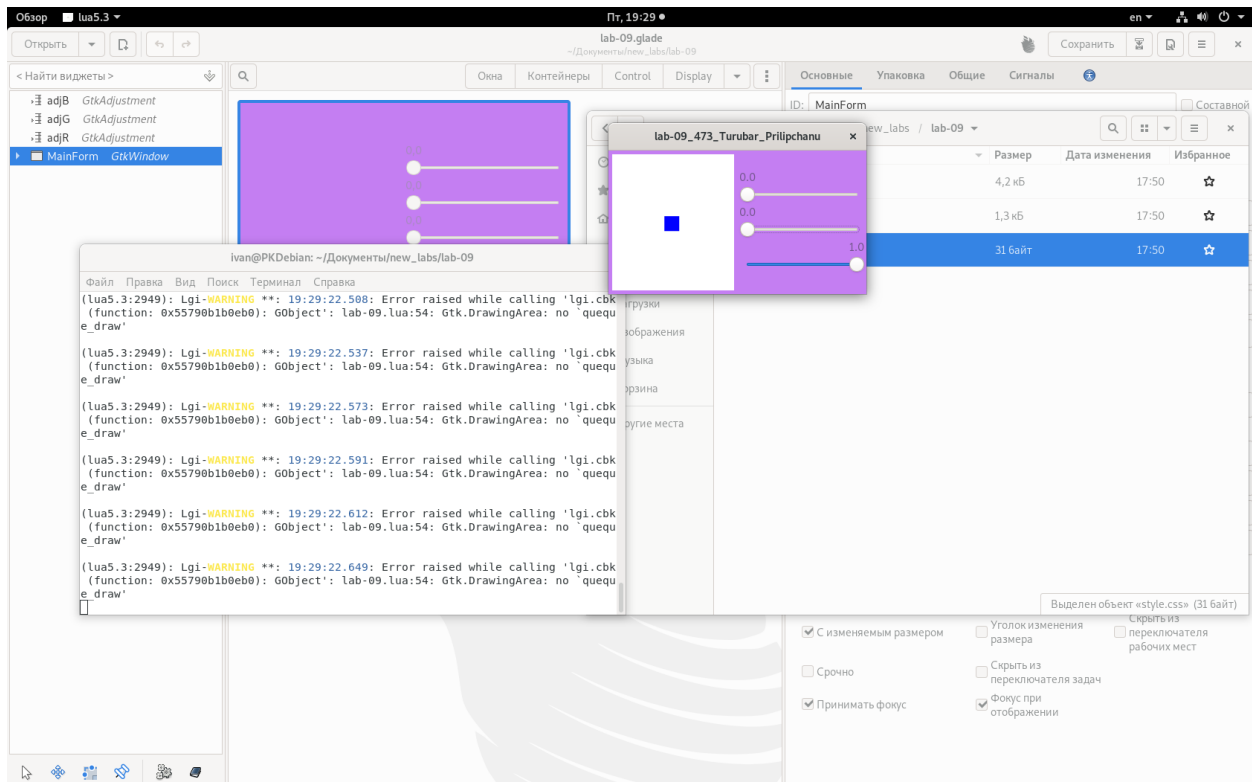 Обзор lua5.3 Пт, 19:29 en
Открыть lab-09.glade Сохранить
~/Документы/new_labs/lab-09
< Найти виджеты > Окна Контейнеры Control Display Основные Упаковка Общие Сигналы
adjB GtkAdjustment
adjG GtkAdjustment
adjR GtkAdjustment
MainForm GtkWindow
0.0
0.0
0.0
ID: MainForm Составной
new_labs / lab-09
Размер Дата изменения Избранное
4,2 кБ 17:50
1,3 кБ 17:50
31 байт 17:50
lab-09_473_Turubar_Prilipchanu
0.0
0.0
1.0
агрузки
зображения
узыка
орзина
ругие места
ivan@PKDebian: ~/Документы/new_labs/lab-09
Файл Правка Вид Поиск Терминал Справка
(lua5.3:2949): Lgi-WARNING **: 19:29:22.508: Error raised while calling 'lgi.cbk
(function: 0x55790b1b0eb0): GObject': lab-09.lua:54: Gtk.DrawingArea: no `quequ
e_draw'
(lua5.3:2949): Lgi-WARNING **: 19:29:22.537: Error raised while calling 'lgi.cbk
(function: 0x55790b1b0eb0): GObject': lab-09.lua:54: Gtk.DrawingArea: no `quequ
e_draw'
(lua5.3:2949): Lgi-WARNING **: 19:29:22.573: Error raised while calling 'lgi.cbk
(function: 0x55790b1b0eb0): GObject': lab-09.lua:54: Gtk.DrawingArea: no `quequ
e_draw'
(lua5.3:2949): Lgi-WARNING **: 19:29:22.591: Error raised while calling 'lgi.cbk
(function: 0x55790b1b0eb0): GObject': lab-09.lua:54: Gtk.DrawingArea: no `quequ
e_draw'
(lua5.3:2949): Lgi-WARNING **: 19:29:22.612: Error raised while calling 'lgi.cbk
(function: 0x55790b1b0eb0): GObject': lab-09.lua:54: Gtk.DrawingArea: no `quequ
e_draw'
(lua5.3:2949): Lgi-WARNING **: 19:29:22.649: Error raised while calling 'lgi.cbk
(function: 0x55790b1b0eb0): GObject': lab-09.lua:54: Gtk.DrawingArea: no `quequ
e_draw'
Выделен объект «style.css» (31 байт)
С изменяемым размером
Уголок изменения
размера
Скрыть из
переключателя
рабочих мест
Срочно
Скрыть из
переключателя задач
Принимать фокус
Фокус при
отображении